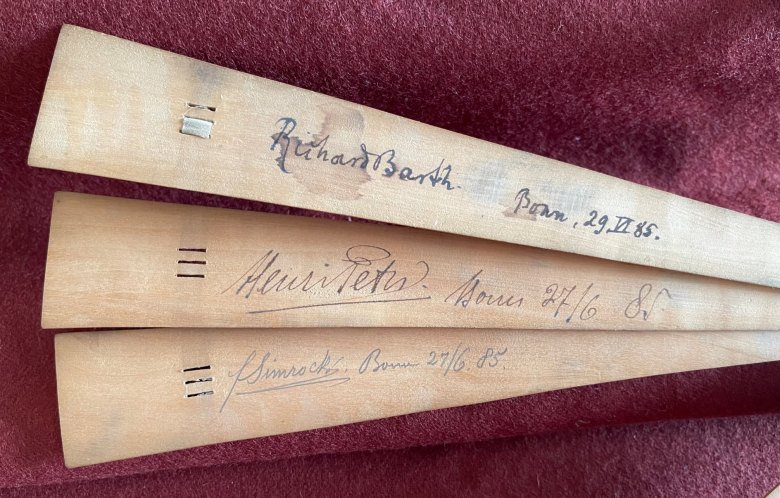 Richard Barth. Bonn, 29.VI 85.
Henri Petri. Bonn 27/6 85
f Simrock. Bonn 27/6. 85.